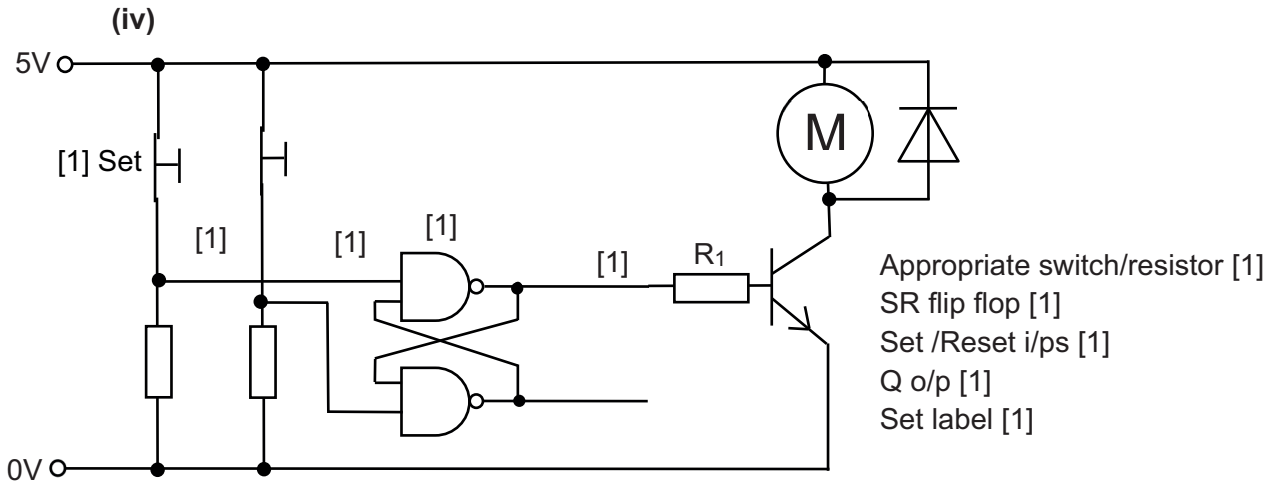 (iv)
5V
M
[1] Set
[1]
[1]
[1]
[1]
R1
Appropriate switch/resistor [1]
SR flip flop [1]
Set /Reset i/ps [1]
Q o/p [1]
Set label [1]
0V